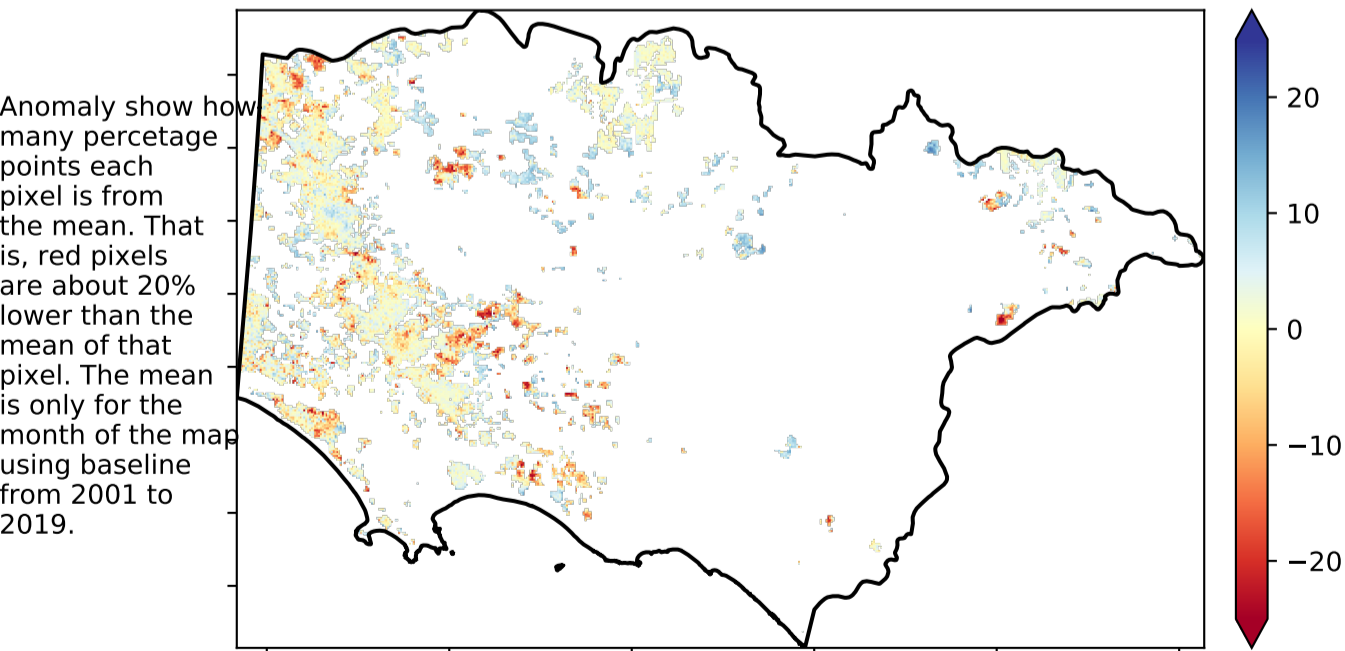 Anomaly show how
many percetage
points each
pixel is from
the mean. That
is, red pixels
are about 20%
lower than the
mean of that
pixel. The mean
is only for the
month of the map
using baseline
from 2001 to
2019.
20
10
0
−10
−20